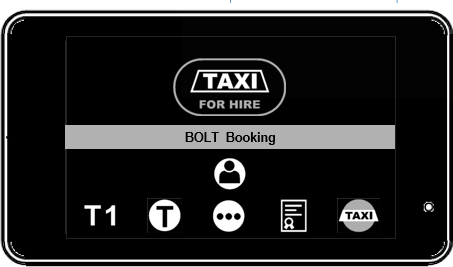 TAXI
FOR HIRE
BOLT Booking
T1 T TAXI